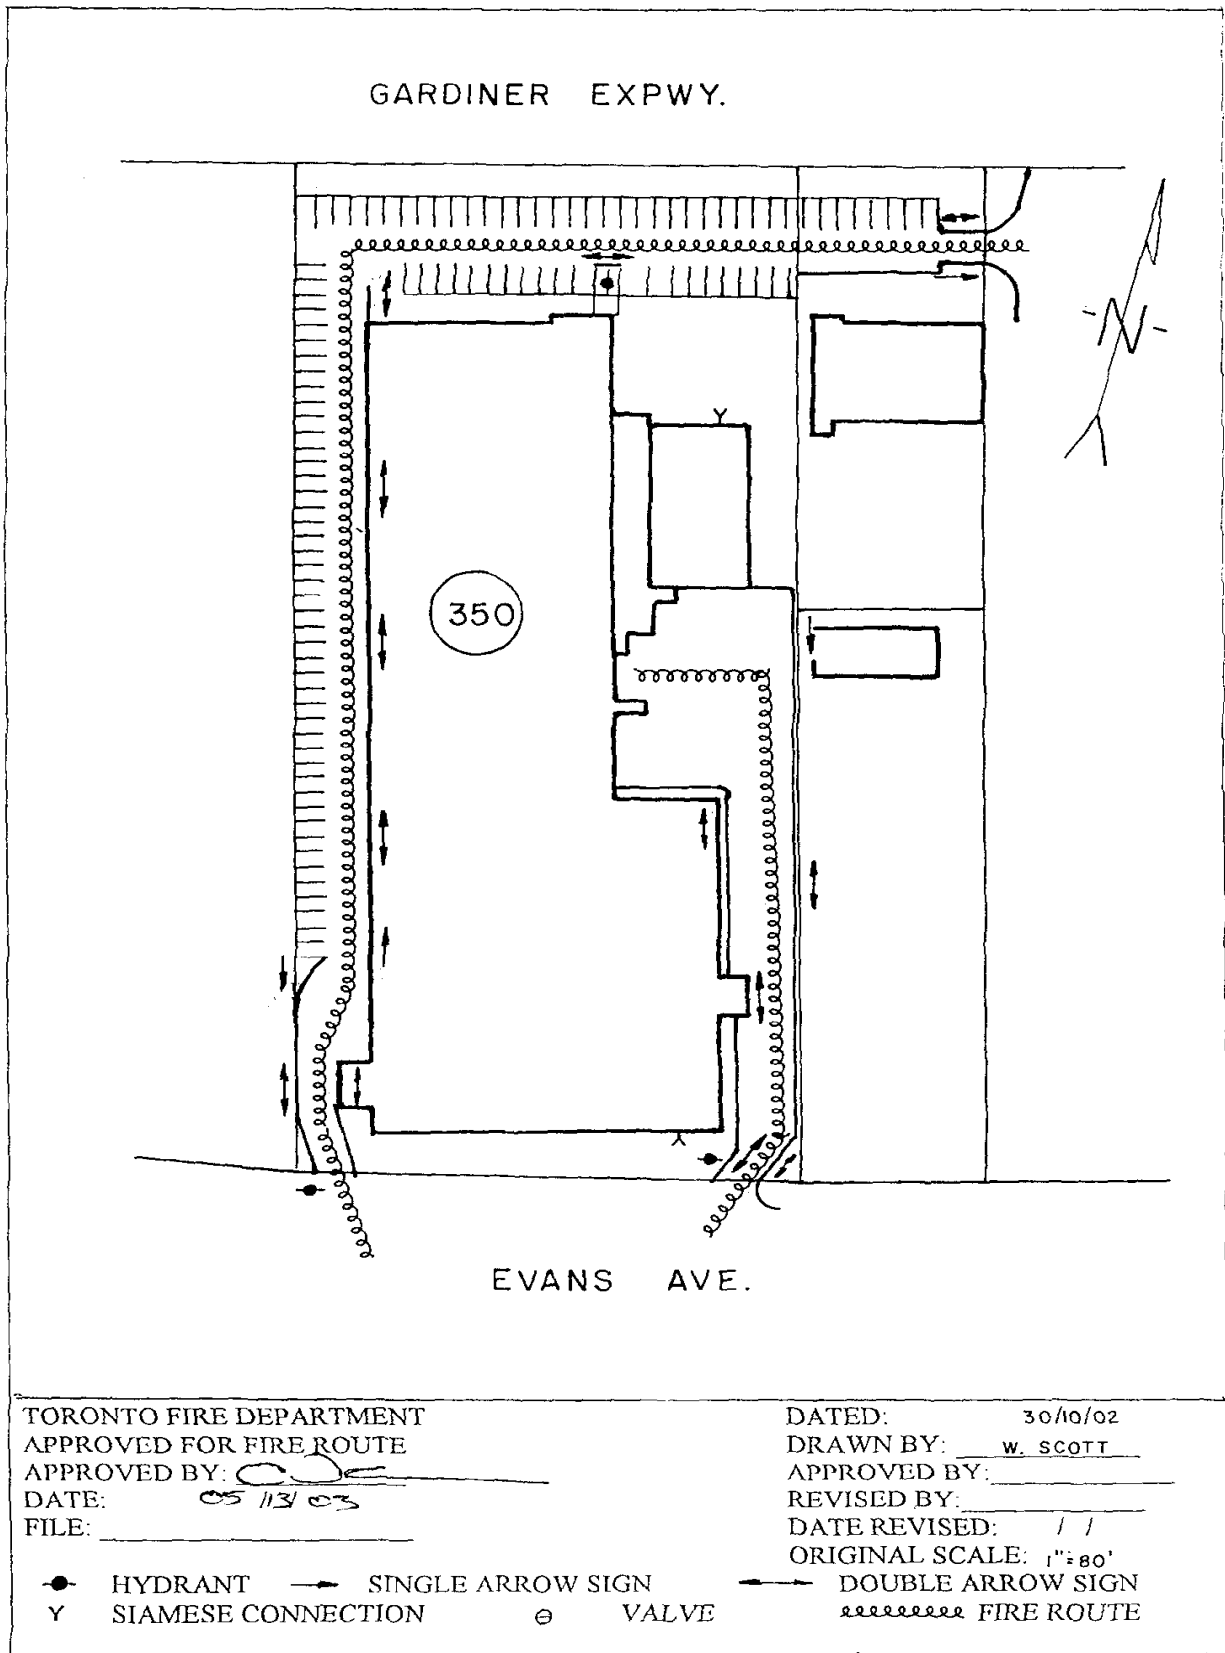 GARDINER EXPWY.
N
350
EVANS AVE.
TORONTO FIRE DEPARTMENT
APPROVED FOR FIRE ROUTE
APPROVED BY:
DATE: 05/13/03
FILE:
DATED: 30/10/02
DRAWN BY: W. SCOTT
APPROVED BY:
REVISED BY:
DATE REVISED: / /
ORIGINAL SCALE: 1"=80'
HYDRANT
SINGLE ARROW SIGN
DOUBLE ARROW SIGN
Y SIAMESE CONNECTION
VALVE
FIRE ROUTE